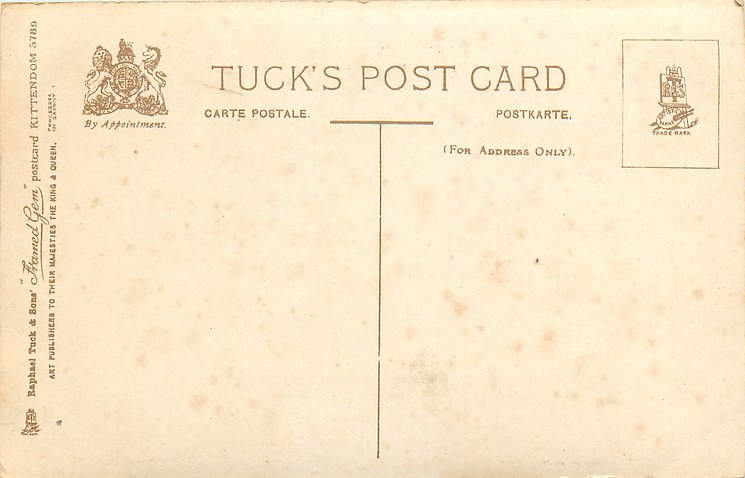 TUCK'S POST CARD
CARTE POSTALE.
POSTKARTE.
(FOR ADDRESS ONLY).
By Appointment.
TRADE MARK
Raphael Tuck & Sons' "Framed Gem" postcard KITTENDOM 5789
ART PUBLISHERS TO THEIR MAJESTIES THE KING & QUEEN.